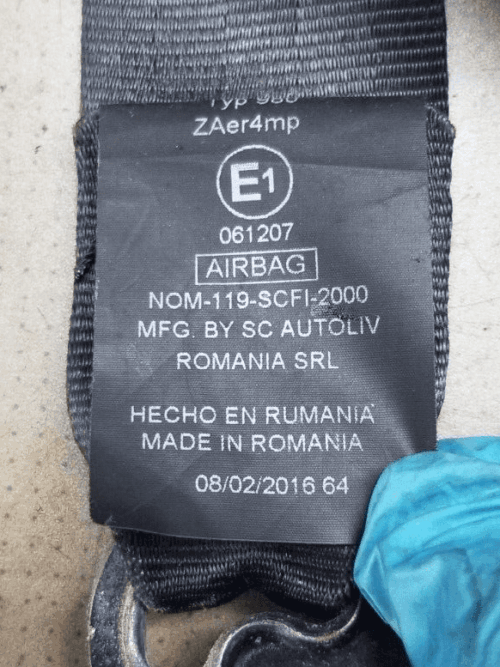 ZAer4mp
E1
061207
AIRBAG
NOM-119-SCFI-2000
MFG. BY SC AUTOLIV
ROMANIA SRL
HECHO EN RUMANIA
MADE IN ROMANIA
08/02/2016 64